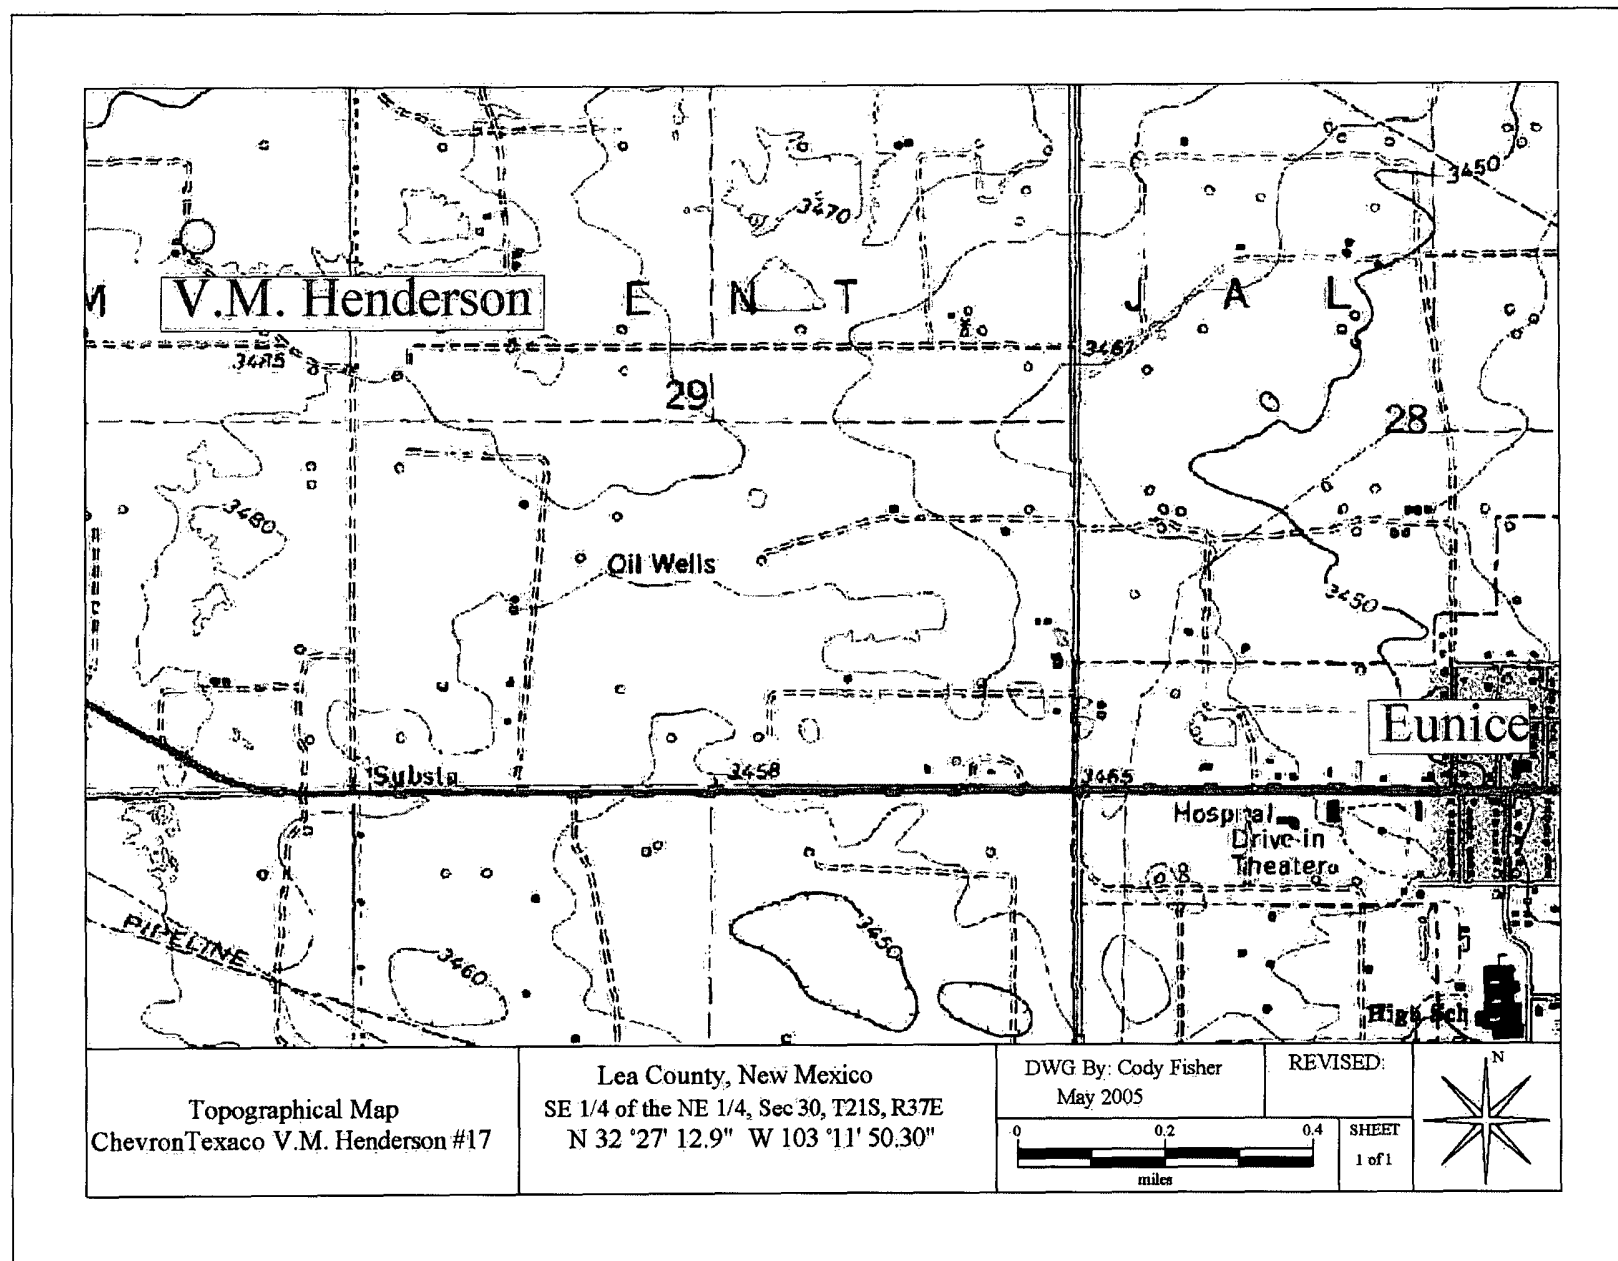 3450
3470
M
V.M. Henderson
E N T
J A L
3485
3467
29
28
3480
Oil Wells
3450
Eunice
Substa
3458
3465
Hospital
Drive-in
Theater
PIPELINE
3460
3450
High Sch
Topographical Map
ChevronTexaco V.M. Henderson #17
Lea County, New Mexico
SE 1/4 of the NE 1/4, Sec 30, T21S, R37E
N 32 °27' 12.9" W 103 °11' 50.30"
DWG By: Cody Fisher
May 2005
REVISED:
0 0.2 0.4
miles
SHEET
1 of 1
N